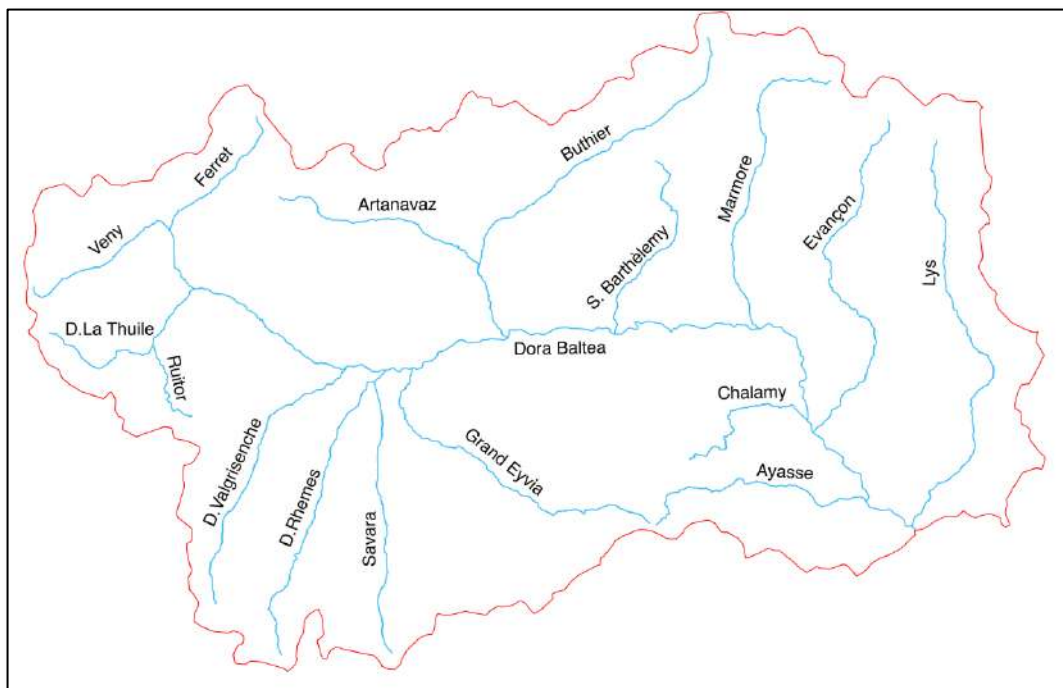 Ferret
Buthier
Veny
Artanavaz
Marmore
Evançon
S. Barthèlemy
Lys
D.La Thuile
Dora Baltea
Ruitor
Chalamy
D. Valgrisenche
Grand Eyvia
D.Rhemes
Ayasse
Savara